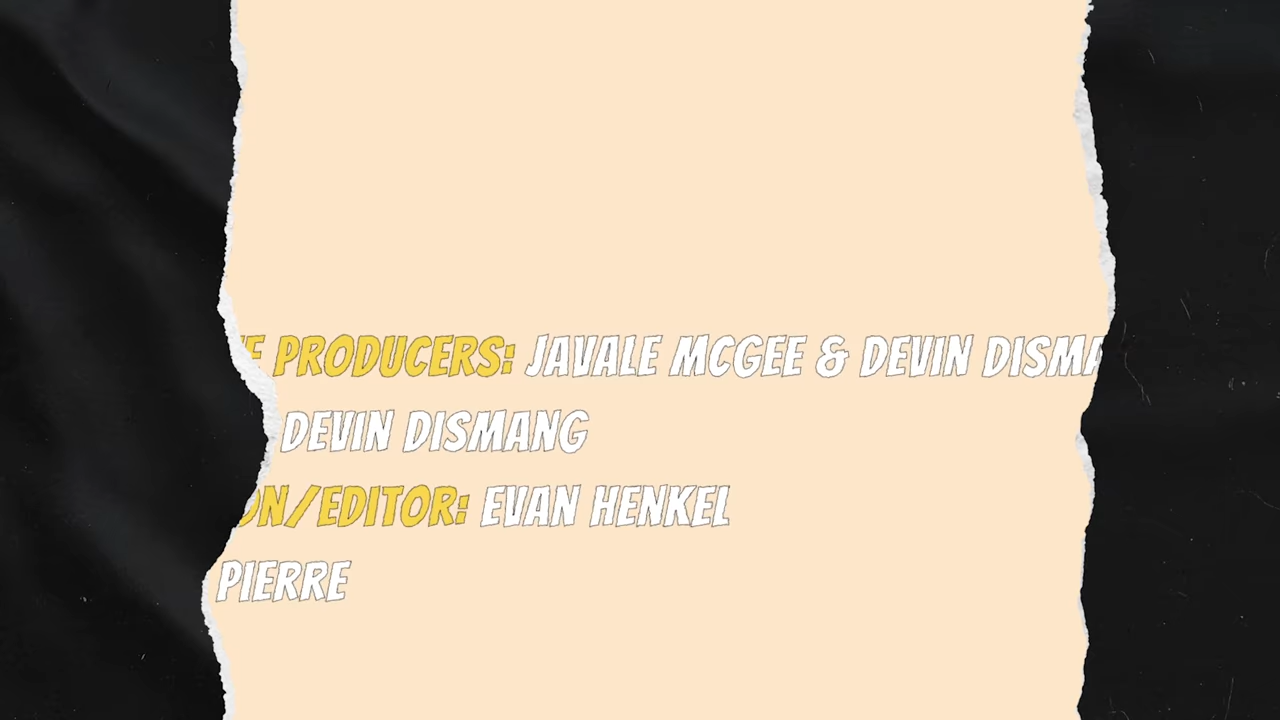 PRODUCERS: JAVALE MCGEE & DEVIN
DEVIN DISMANG
/EDITOR: EVAN HENKEL
PIERRE